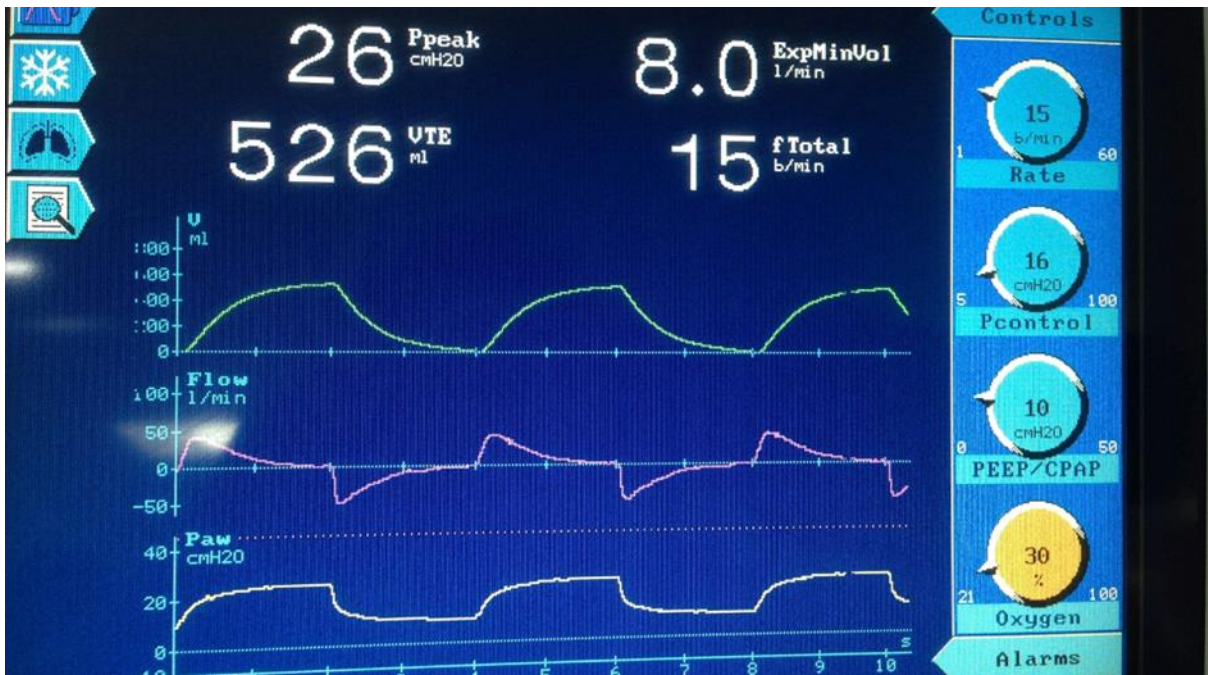 Controls
26 Ppeak
cmH2O
8.0 ExpMinVol
l/min
526 VTE
ml
15 fTotal
b/min
15
b/min
1 60
Rate
16
cmH2O
5 100
Pcontrol
10
cmH2O
0 50
PEEP/CPAP
30
%
21 100
Oxygen
Alarms
V
ml
0
Flow
l/min
100
50
0
-50
Paw
cmH2O
40
20
0
s
5 6 7 8 9 10